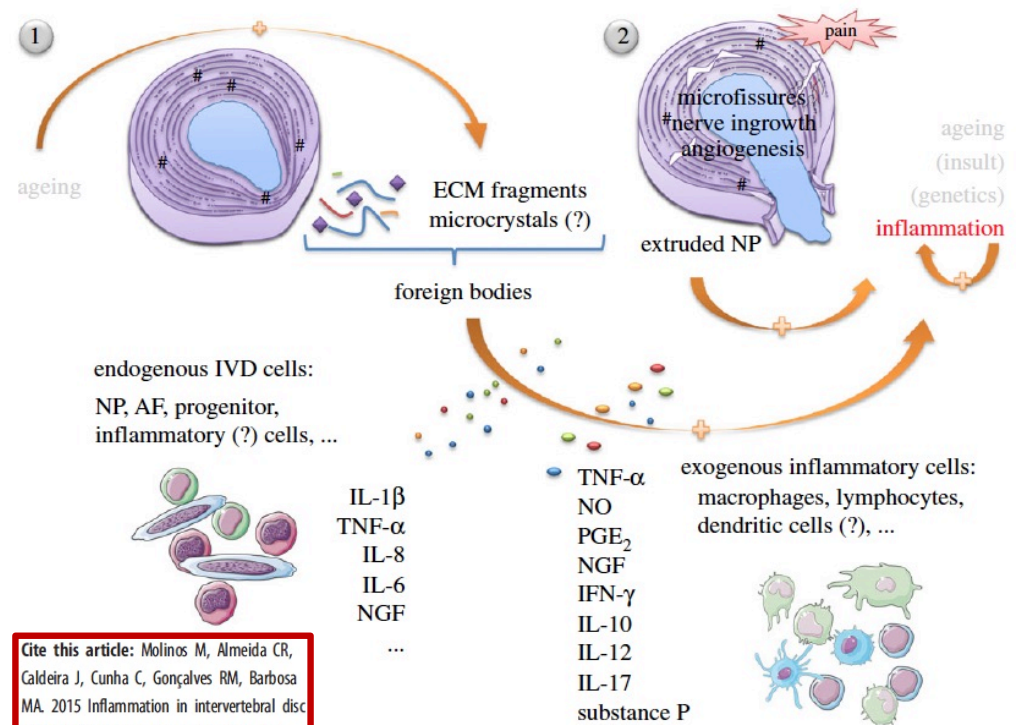 1
ageing
#
#
#
#
#
#
ECM fragments
microcrystals (?)
foreign bodies
2
pain
#
microfissures
#nerve ingrowth
angiogenesis
#
extruded NP
ageing
(insult)
(genetics)
inflammation
endogenous IVD cells:
NP, AF, progenitor,
inflammatory (?) cells, ...
IL-1β
TNF-α
IL-8
IL-6
NGF
...
TNF-α
NO
PGE₂
NGF
IFN-γ
IL-10
IL-12
IL-17
substance P
exogenous inflammatory cells:
macrophages, lymphocytes,
dendritic cells (?), ...
Cite this article: Molinos M, Almeida CR,
Caldeira J, Cunha C, Gonçalves RM, Barbosa
MA. 2015 Inflammation in intervertebral disc